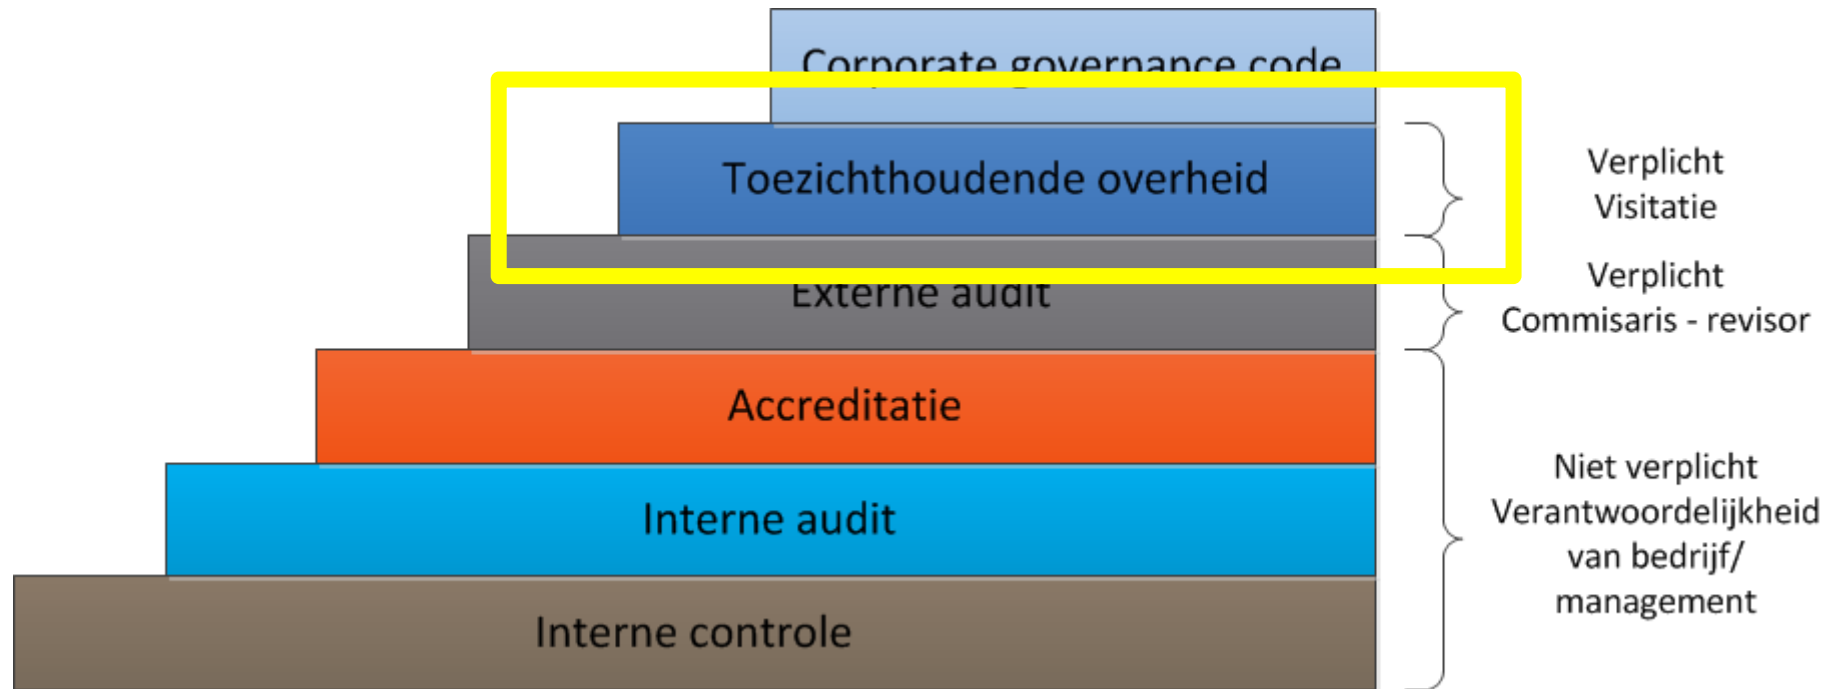 Corporate governance code
Toezichthoudende overheid
Verplicht
Visitatie
Externe audit
Verplicht
Commisaris - revisor
Accreditatie
Interne audit
Niet verplicht
Verantwoordelijkheid
van bedrijf/
management
Interne controle